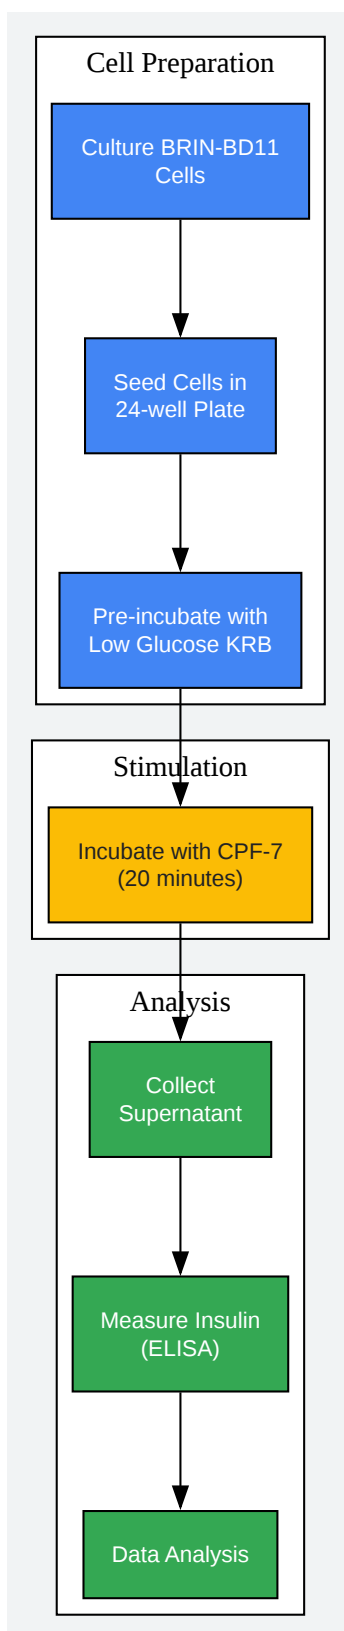 Cell Preparation
Culture BRIN-BD11
Cells
Seed Cells in
24-well Plate
Pre-incubate with
Low Glucose KRB
Stimulation
Incubate with CPF-7
(20 minutes)
Analysis
Collect
Supernatant
Measure Insulin
(ELISA)
Data Analysis